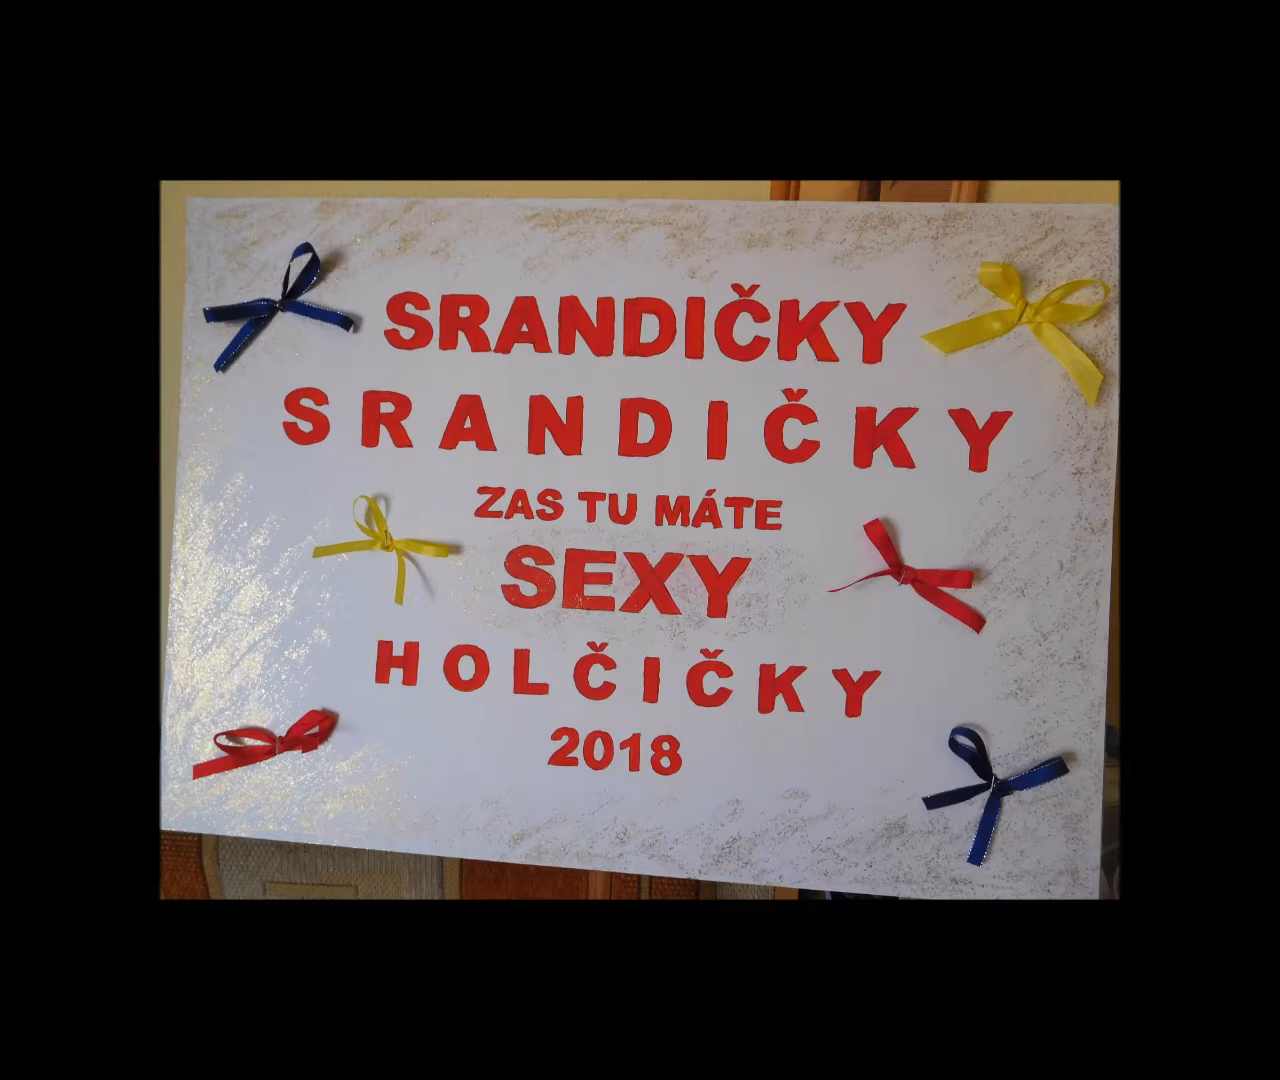 SRANDIČKY
SRANDIČKY
ZAS TU MÁTE
SEXY
HOLČIČKY
2018